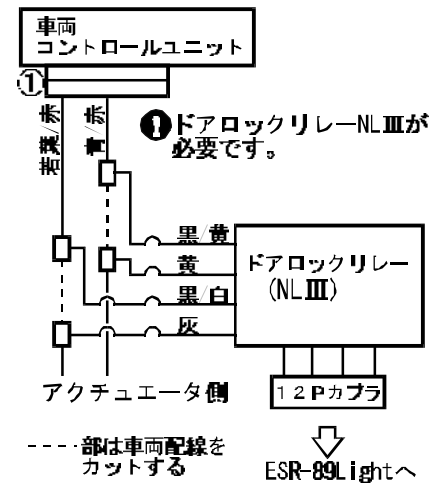 車両
コントロールユニット
①
若葉/赤
青/赤
❶ドアロックリレーNLⅢが
必要です。
黒/黄
黄
黒/白
灰
ドアロックリレー
(NLⅢ)
アクチュエータ側
12Pカプラ
----部は車両配線を
カットする
ESR-89Lightへ